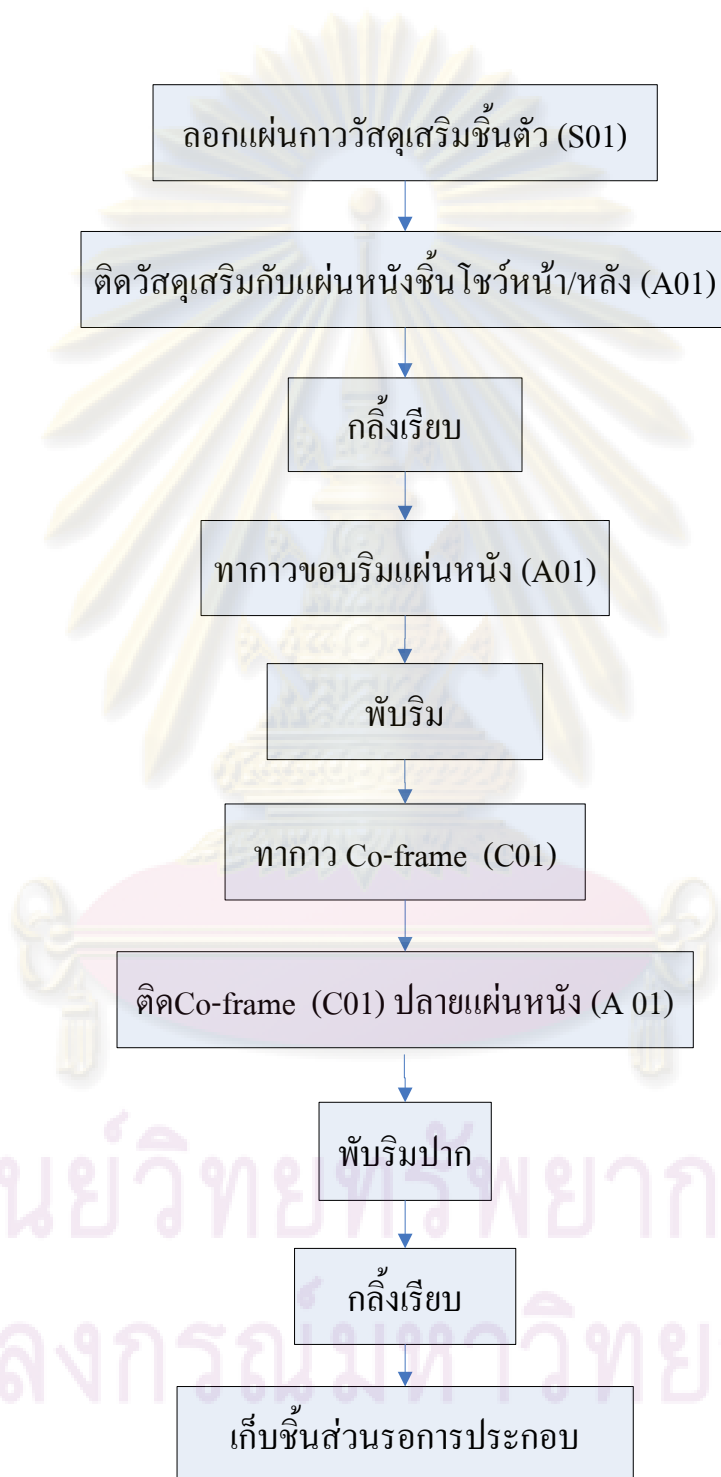 ลอกแผ่นกาววัสดุเสริมชิ้นตัว (S01)
ติดวัสดุเสริมกับแผ่นหนังชิ้นโชว์หน้า/หลัง (A01)
กลิ้งเรียบ
ทากาวขอบริมแผ่นหนัง (A01)
พับริม
ทากาว Co-frame (C01)
ติดCo-frame (C01) ปลายแผ่นหนัง (A 01)
พับริมปาก
กลิ้งเรียบ
เก็บชิ้นส่วนรอการประกอบ